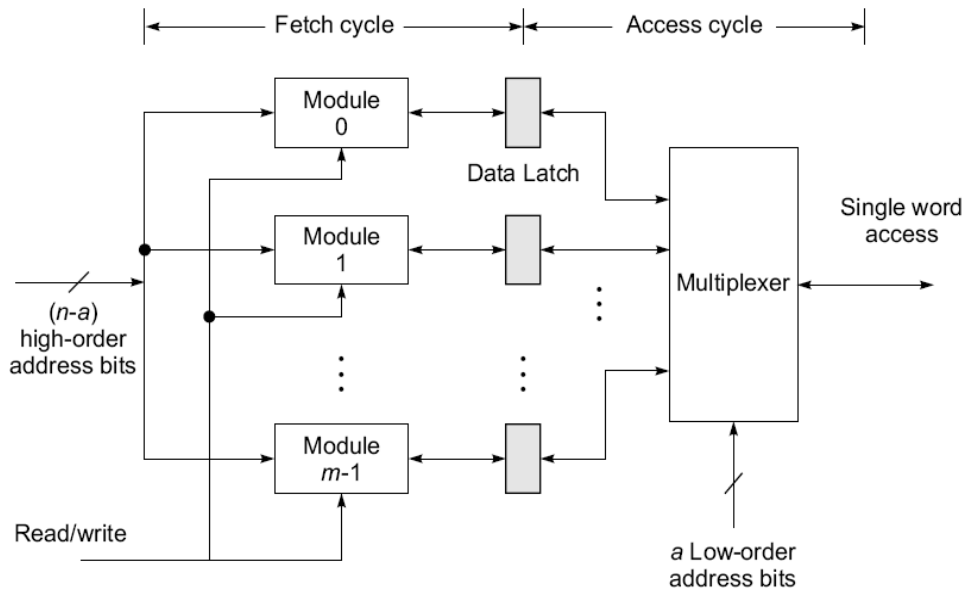 Fetch cycle
Access cycle
Module
0
Data Latch
Module
1
Single word
access
Multiplexer
(n-a)
high-order
address bits
Module
m-1
Read/write
a Low-order
address bits